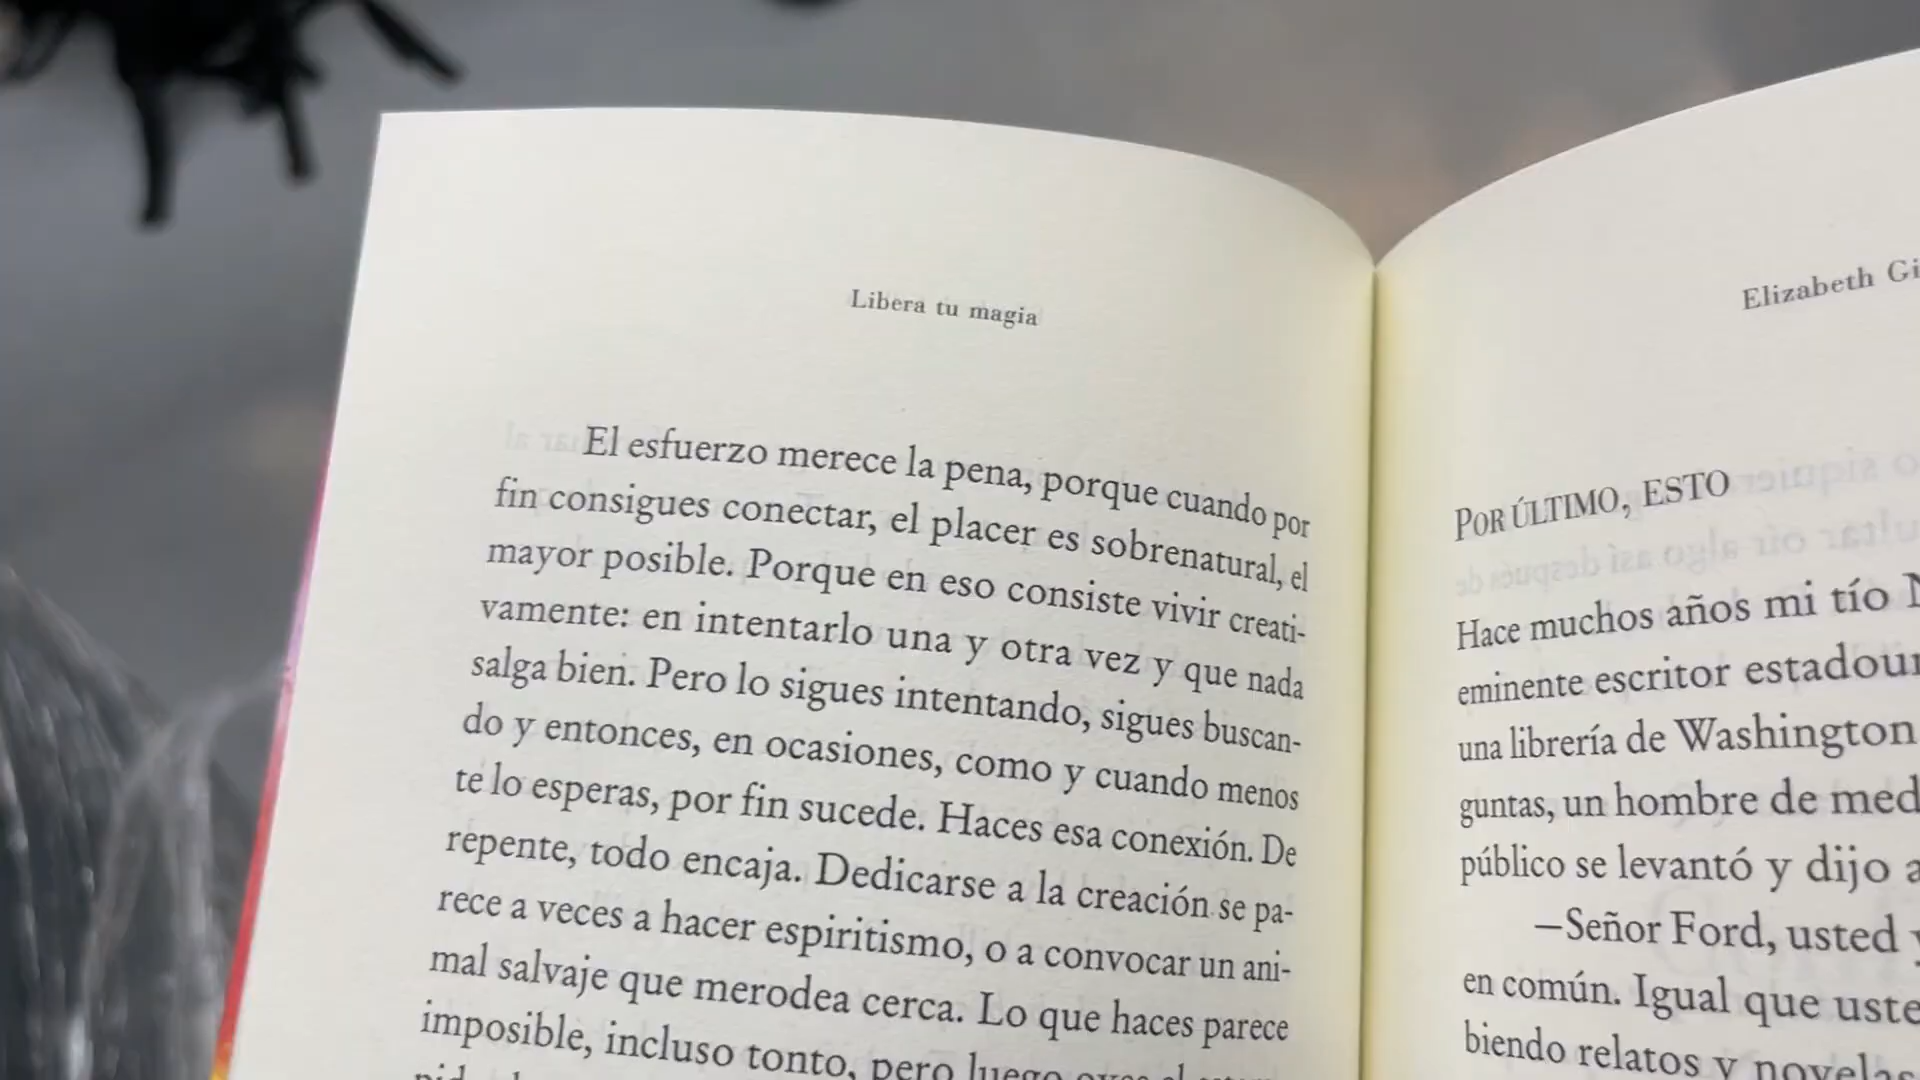 Libera tu magia
El esfuerzo merece la pena, porque cuando por
fin consigues conectar, el placer es sobrenatural, el
mayor posible. Porque en eso consiste vivir creati-
vamente: en intentarlo una y otra vez y que nada
salga bien. Pero lo sigues intentando, sigues buscan-
do y entonces, en ocasiones, como y cuando menos
te lo esperas, por fin sucede. Haces esa conexión. De
repente, todo encaja. Dedicarse a la creación se pa-
rece a veces a hacer espiritismo, o a convocar un ani-
mal salvaje que merodea cerca. Lo que haces parece
imposible, incluso tonto, pero luego
Elizabeth Gi
POR ÚLTIMO, ESTO
Hace muchos años mi tío
eminente escritor estadou
una librería de Washington
guntas, un hombre de med
público se levantó y dijo a
—Señor Ford, usted y
en común. Igual que uste
biendo relatos y novelas